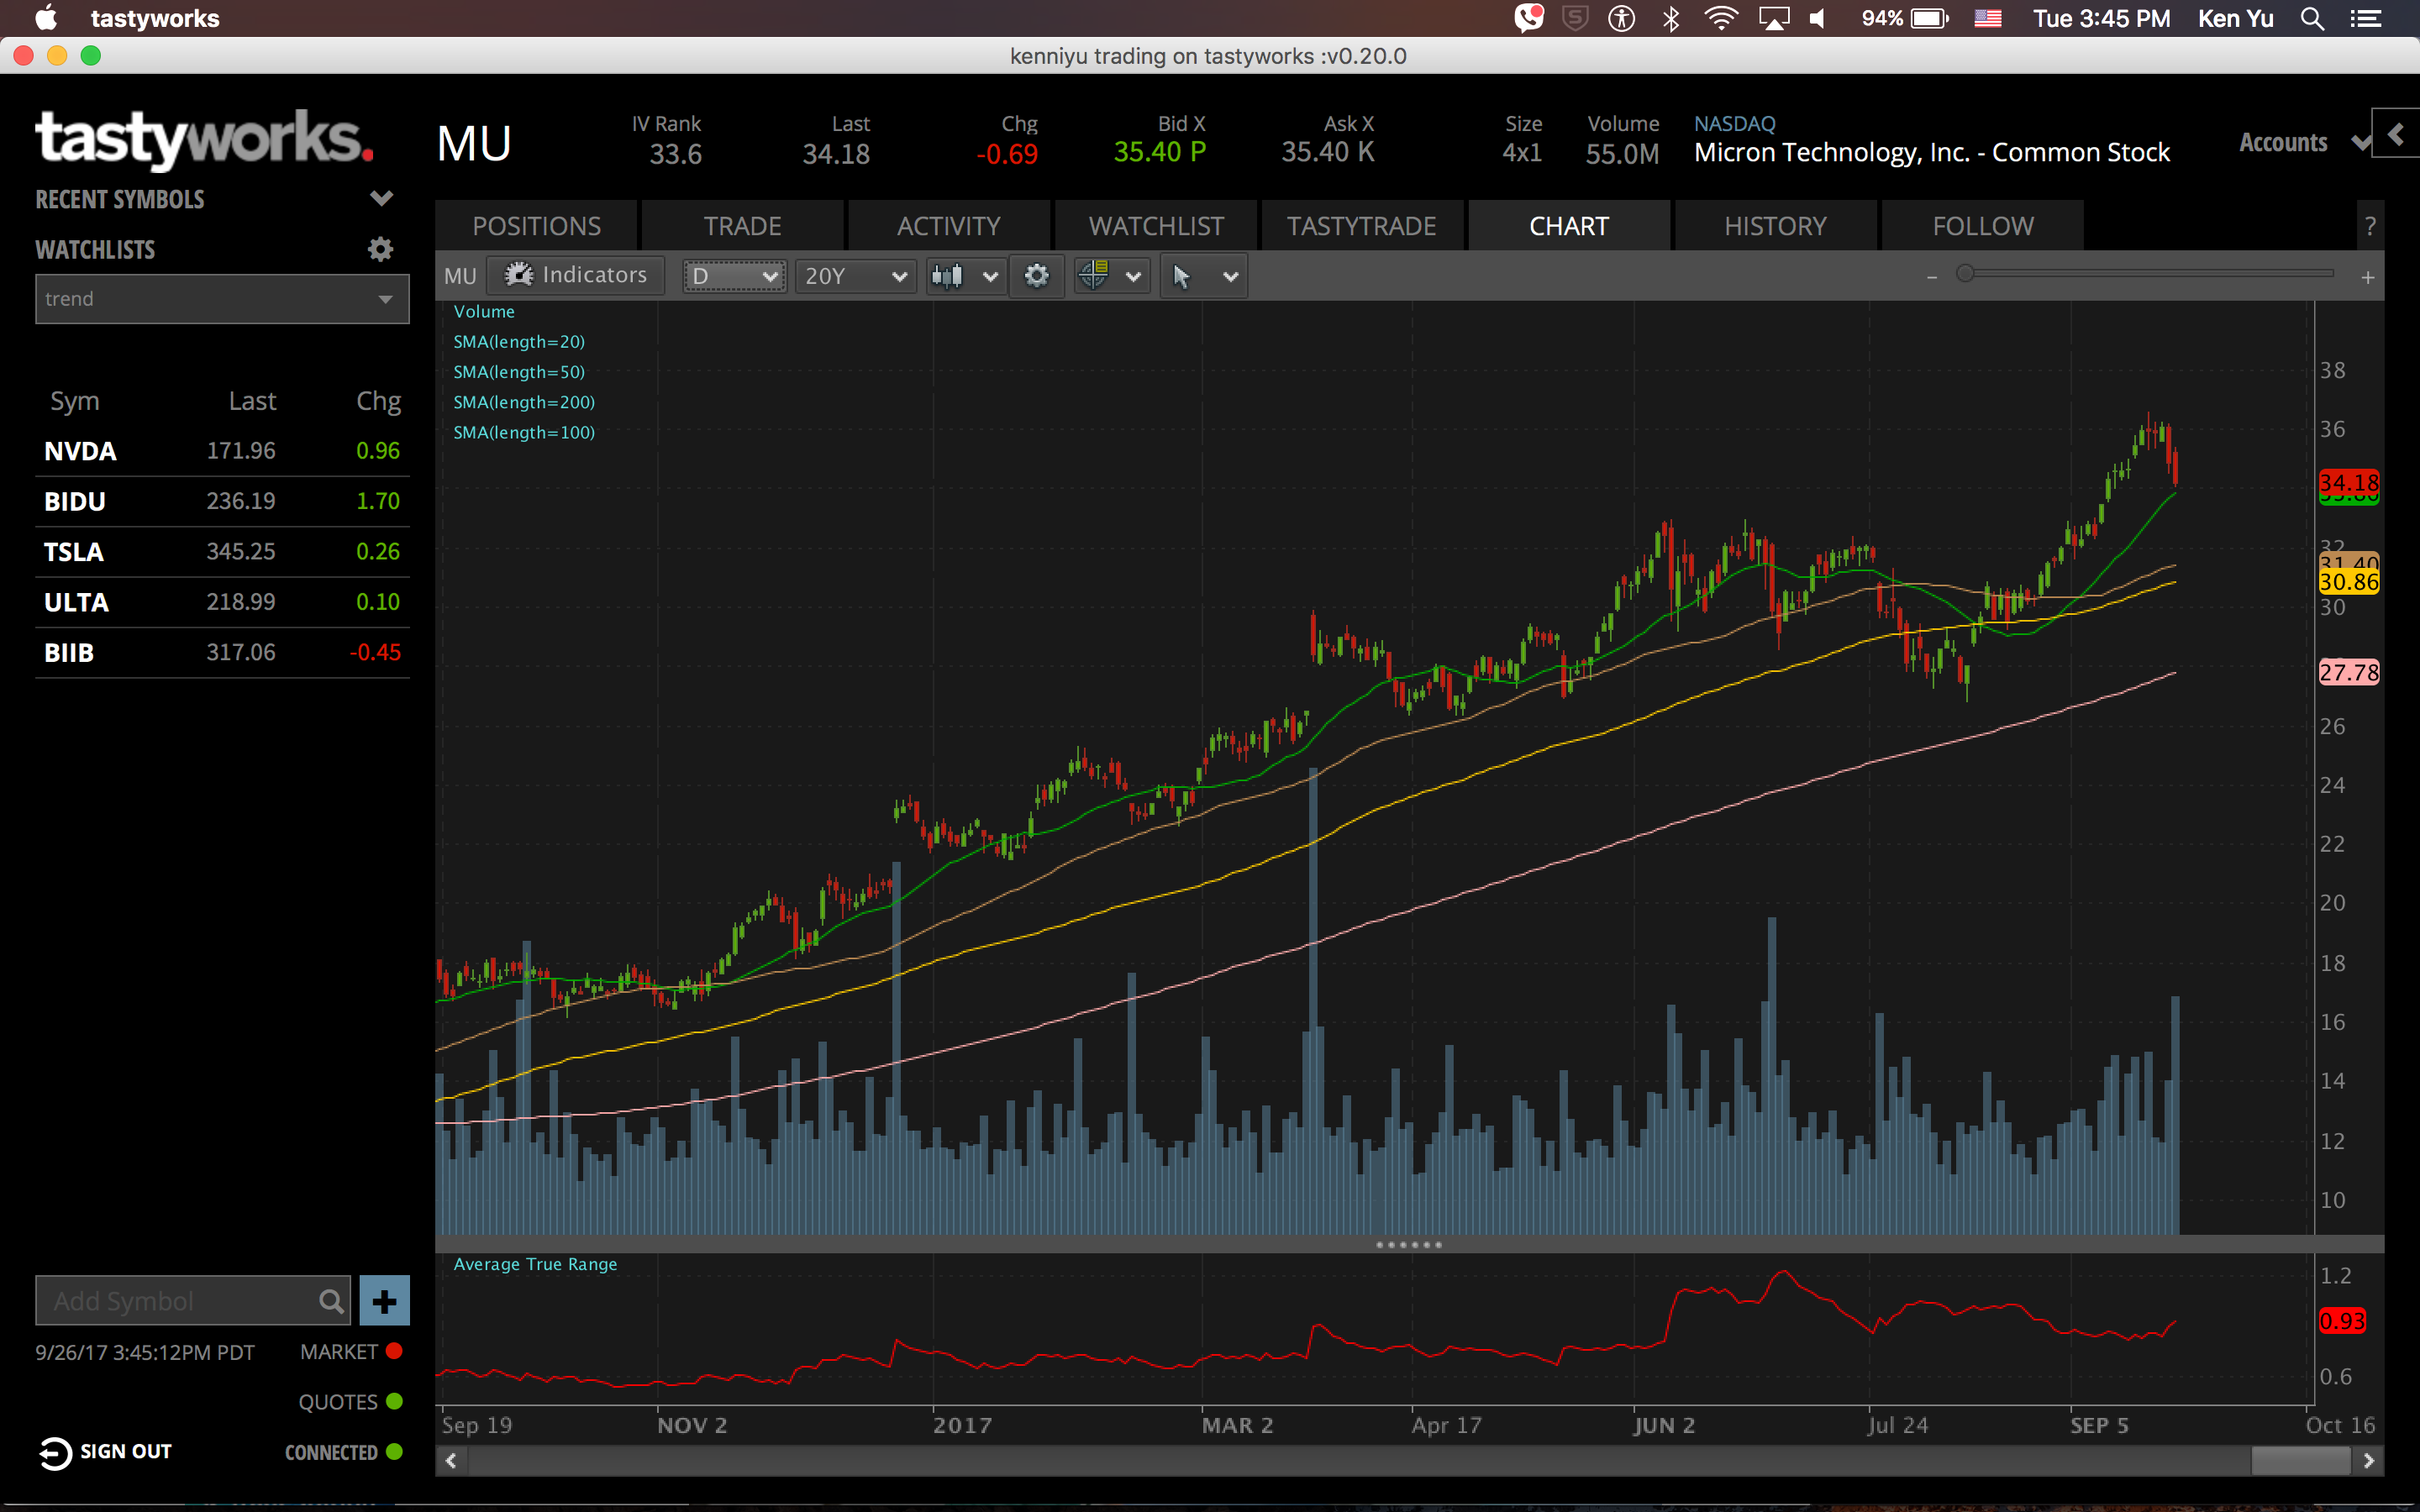 tastyworks
94%
Tue 3:45 PM
Ken Yu
kenniyu trading on tastyworks :v0.20.0
tastyworks.
RECENT SYMBOLS
WATCHLISTS
trend
Sym Last Chg
NVDA 171.96 0.96
BIDU 236.19 1.70
TSLA 345.25 0.26
ULTA 218.99 0.10
BIIB 317.06 -0.45
Add Symbol
9/26/17 3:45:12PM PDT MARKET
QUOTES
SIGN OUT CONNECTED
MU
IV Rank Last Chg Bid X Ask X Size Volume NASDAQ
33.6 34.18 -0.69 35.40 P 35.40 K 4x1 55.0M Micron Technology, Inc. - Common Stock
Accounts
POSITIONS TRADE ACTIVITY WATCHLIST TASTYTRADE CHART HISTORY FOLLOW ?
MU Indicators D 20Y - +
Volume
SMA(length=20)
SMA(length=50)
SMA(length=200)
SMA(length=100)
38
36
34.18
32
31.40
30.86
30
27.78
26
24
22
20
18
16
14
12
10
Average True Range
1.2
0.93
0.6
Sep 19 NOV 2 2017 MAR 2 Apr 17 JUN 2 Jul 24 SEP 5 Oct 16